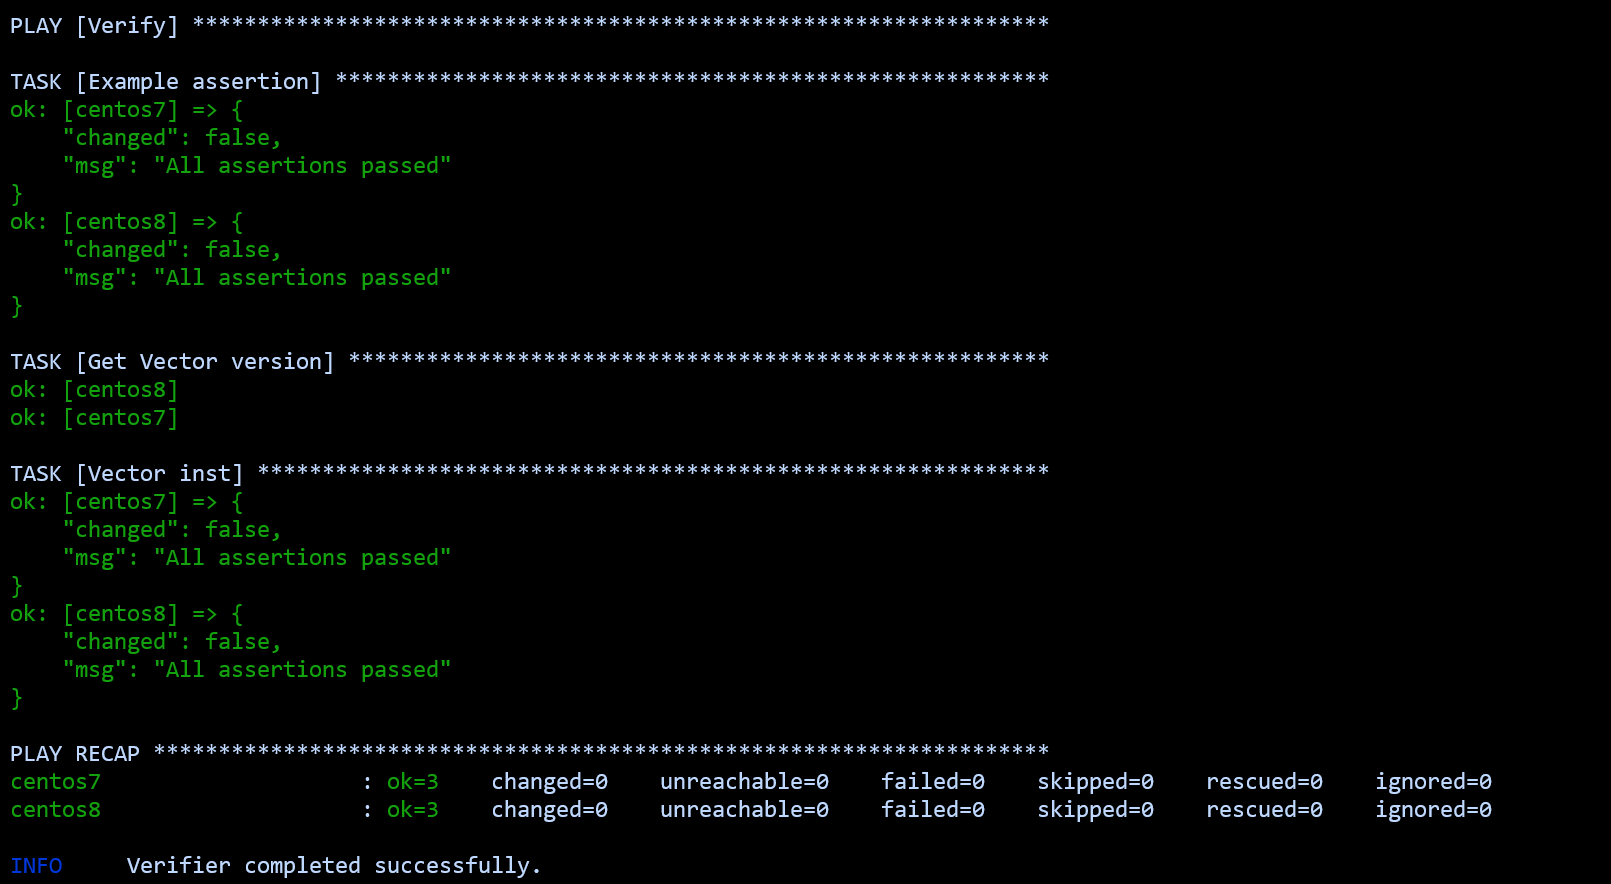 PLAY [Verify] ******************************************************************

TASK [Example assertion] *******************************************************
ok: [centos7] => {
    "changed": false,
    "msg": "All assertions passed"
}
ok: [centos8] => {
    "changed": false,
    "msg": "All assertions passed"
}

TASK [Get Vector version] ******************************************************
ok: [centos8]
ok: [centos7]

TASK [Vector inst] *************************************************************
ok: [centos7] => {
    "changed": false,
    "msg": "All assertions passed"
}
ok: [centos8] => {
    "changed": false,
    "msg": "All assertions passed"
}

PLAY RECAP *********************************************************************
centos7                    : ok=3    changed=0    unreachable=0    failed=0    skipped=0    rescued=0    ignored=0
centos8                    : ok=3    changed=0    unreachable=0    failed=0    skipped=0    rescued=0    ignored=0

INFO     Verifier completed successfully.